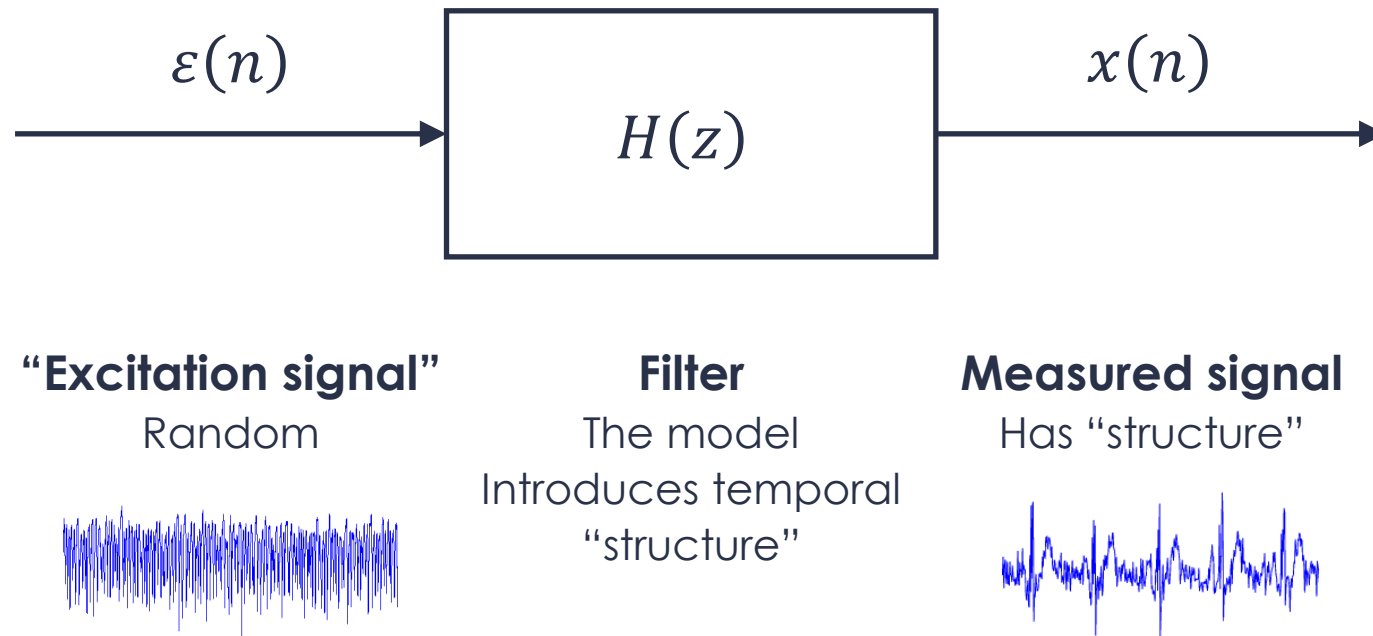 ε(n)
H(z)
x(n)
“Excitation signal”
Random
Filter
The model
Introduces temporal
“structure”
Measured signal
Has “structure”